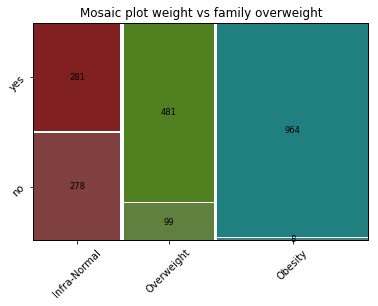 Mosaic plot weight vs family overweight
yes
281
481
964
no
278
99
8
Infra-Normal
Overweight
Obesity